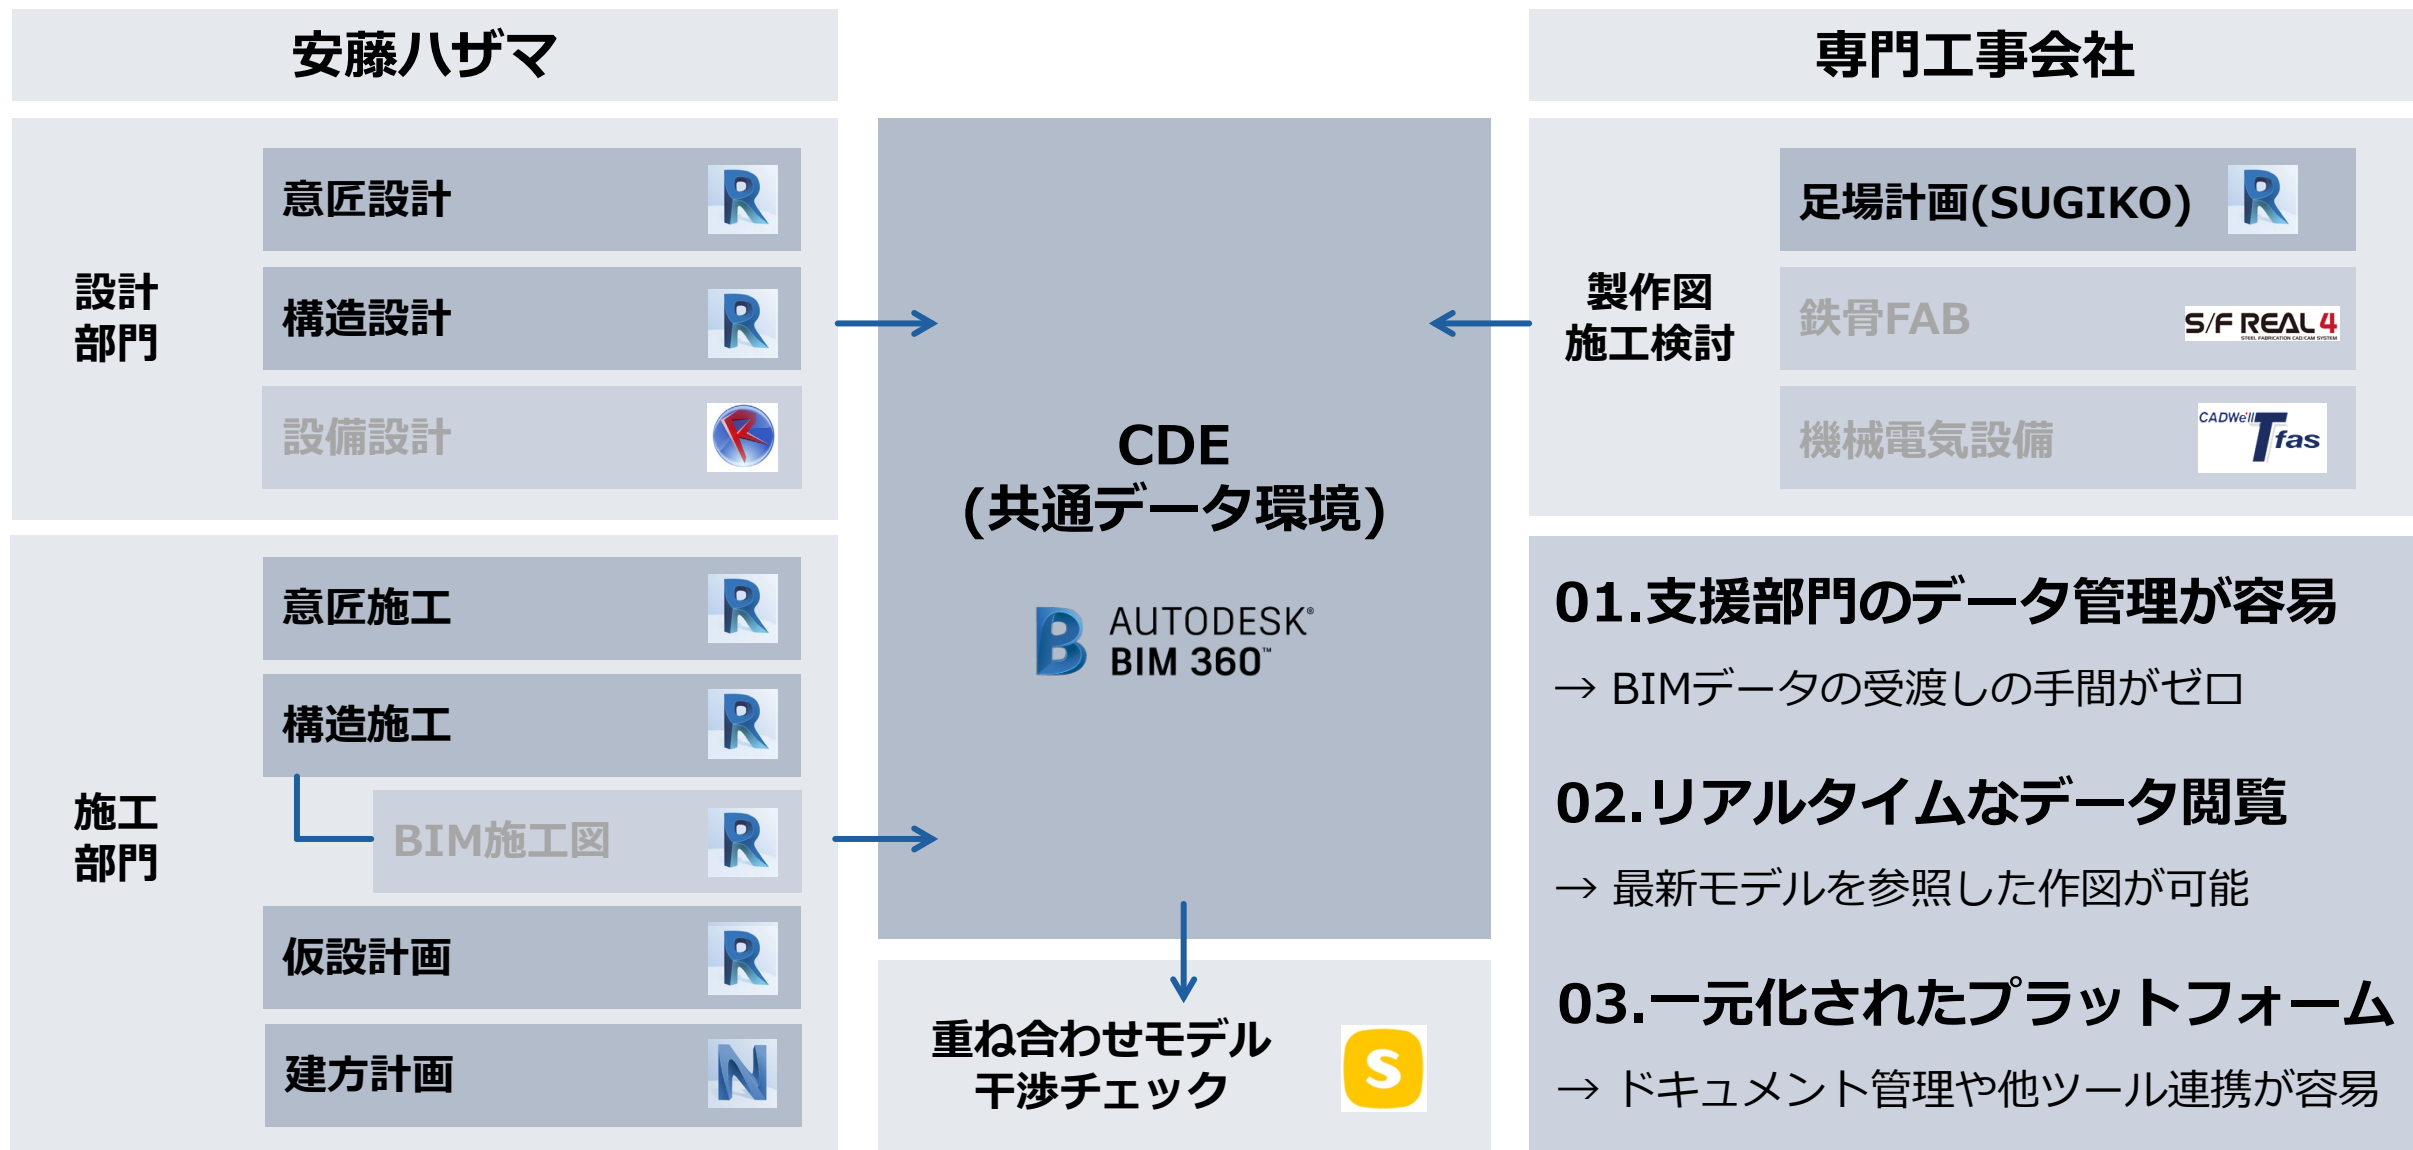 安藤ハザマ
設計
部門
意匠設計
R
構造設計
R
設備設計
R
施工
部門
意匠施工
R
構造施工
R
BIM施工図
R
仮設計画
R
建方計画
N
CDE
(共通データ環境)
B AUTODESK®
BIM 360™
重ね合わせモデル
干渉チェック
S
専門工事会社
製作図
施工検討
足場計画(SUGIKO)
R
鉄骨FAB
S/F REAL 4
STEEL FABRICATION CAD/CAM SYSTEM
機械電気設備
CADWe'll
Tfas
01.支援部門のデータ管理が容易
→ BIMデータの受渡しの手間がゼロ
02.リアルタイムなデータ閲覧
→ 最新モデルを参照した作図が可能
03.一元化されたプラットフォーム
→ ドキュメント管理や他ツール連携が容易